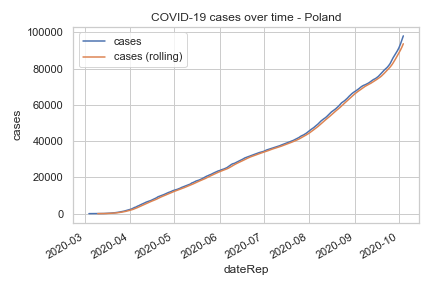 COVID-19 cases over time - Poland
cases
cases (rolling)
100000
80000
60000
40000
20000
0
cases
2020-03
2020-04
2020-05
2020-06
2020-07
2020-08
2020-09
2020-10
dateRep